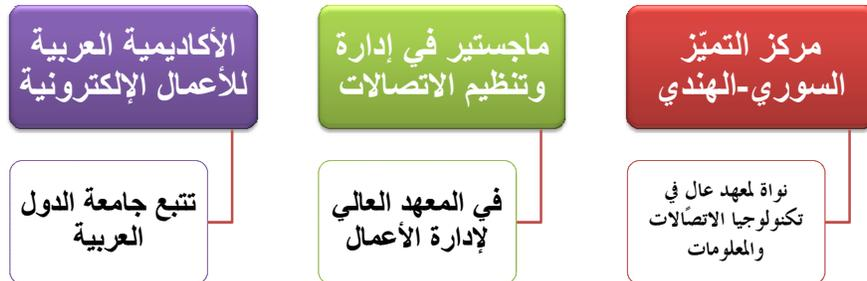 مركز التميّز
السوري-الهندي
نواة لمعهد عال في
تكنولوجيا الاتصّالات
والمعلومات
ماجستير في إدارة
وتنظيم الاتصالات
في المعهد العالي
لإدارة الأعمال
الأكاديمية العربية
للأعمال الإلكترونية
تتبع جامعة الدول
العربية